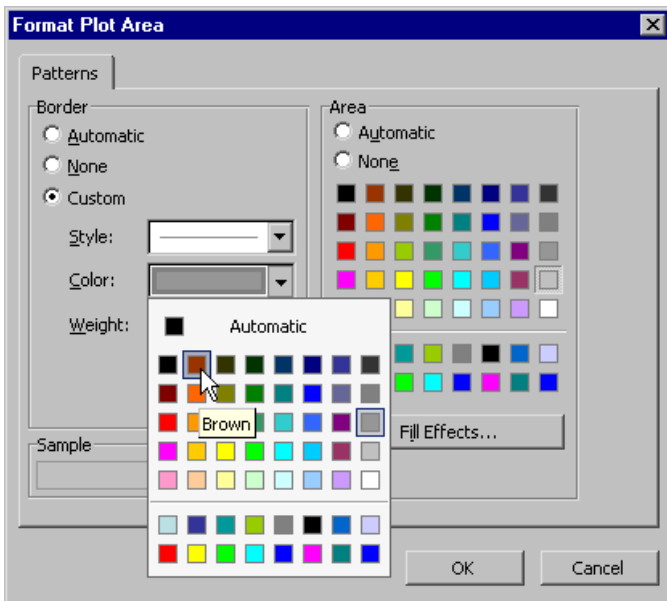 Format Plot Area
Patterns
Border
Automatic
None
Custom
Style:
Color:
Weight:
Automatic
Brown
Sample
Area
Automatic
None
Fill Effects...
OK
Cancel